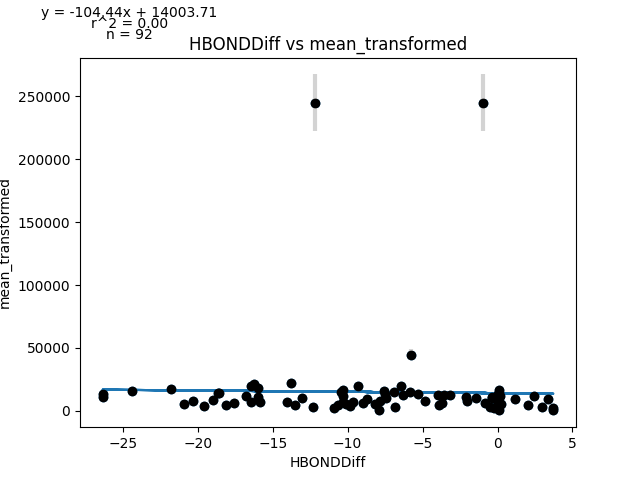 y = -104.44x + 14003.71
r^2 = 0.00
n = 92
HBONDDiff vs mean_transformed
mean_transformed
250000
200000
150000
100000
50000
0
−25
−20
−15
−10
−5
0
5
HBONDDiff